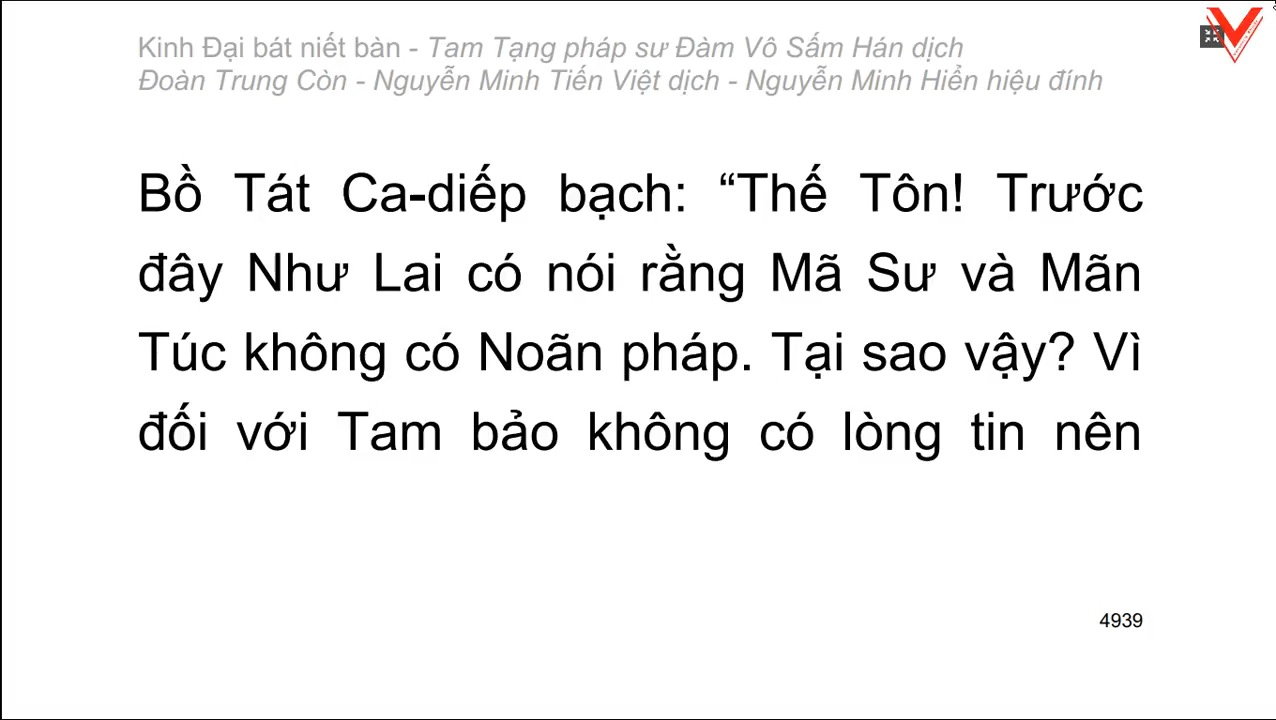 Kinh Đại bát niết bàn - Tam Tạng pháp sư Đàm Vô Sấm Hán dịch
Đoàn Trung Còn - Nguyễn Minh Tiến Việt dịch - Nguyễn Minh Hiển hiệu đính
Bồ Tát Ca-diếp bạch: “Thế Tôn! Trước
đây Như Lai có nói rằng Mã Sư và Mãn
Túc không có Noãn pháp. Tại sao vậy? Vì
đối với Tam bảo không có lòng tin nên
4939